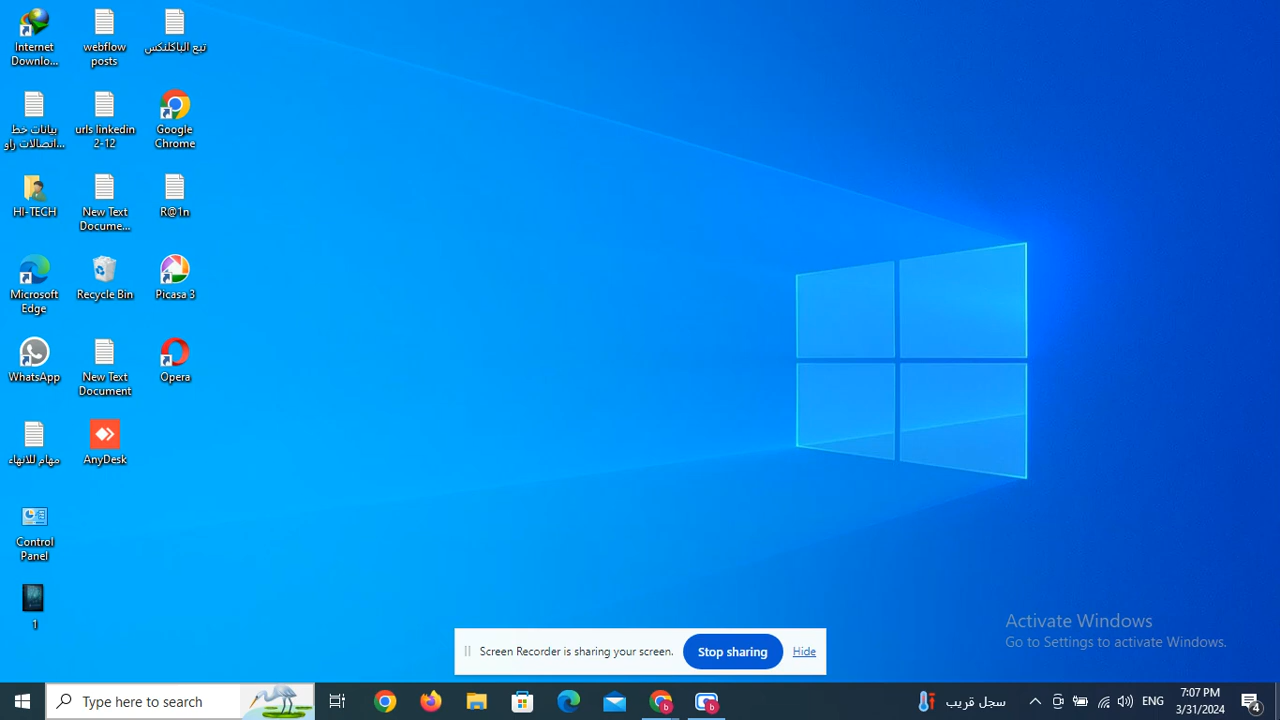 Internet
Downlo...
webflow
posts
تبع الباكلنكس
بيانات خط
اتصالات راو...
urls linkedin
2-12
Google
Chrome
HI-TECH
New Text
Docume...
R@1n
Microsoft
Edge
Recycle Bin
Picasa 3
WhatsApp
New Text
Document
Opera
مهام للانهاء
AnyDesk
Control
Panel
1
Activate Windows
Go to Settings to activate Windows.
Screen Recorder is sharing your screen.
Stop sharing
Hide
Type here to search
b
b
سجل قريب
ENG
7:07 PM
3/31/2024
4